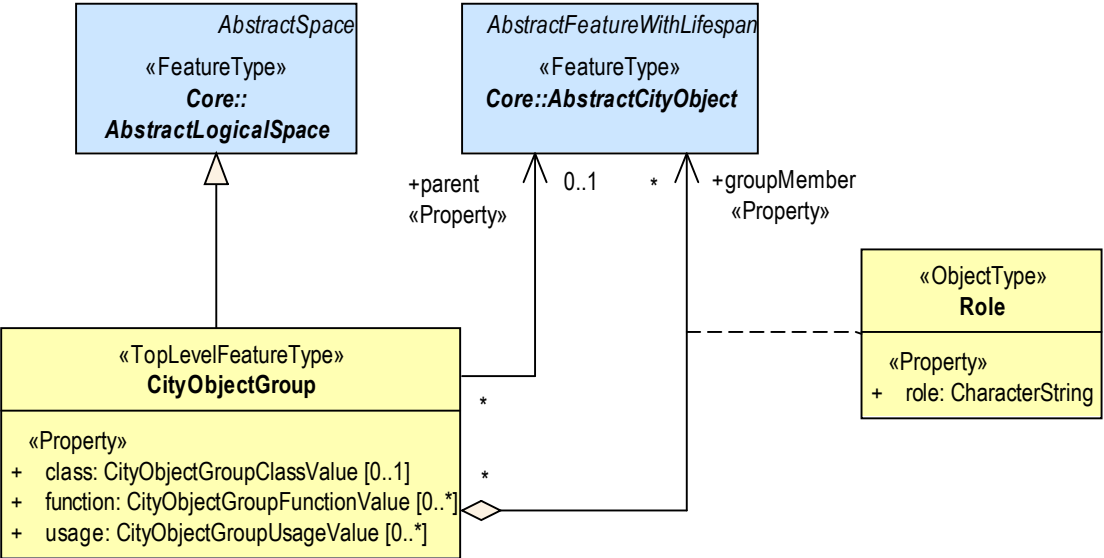 AbstractSpace
«FeatureType»
Core::
AbstractLogicalSpace
AbstractFeatureWithLifespan
«FeatureType»
Core::AbstractCityObject
+parent
«Property»
0..1
*
+groupMember
«Property»
«ObjectType»
Role
«Property»
+ role: CharacterString
«TopLevelFeatureType»
CityObjectGroup
«Property»
+ class: CityObjectGroupClassValue [0..1]
+ function: CityObjectGroupFunctionValue [0..*]
+ usage: CityObjectGroupUsageValue [0..*]
*
*